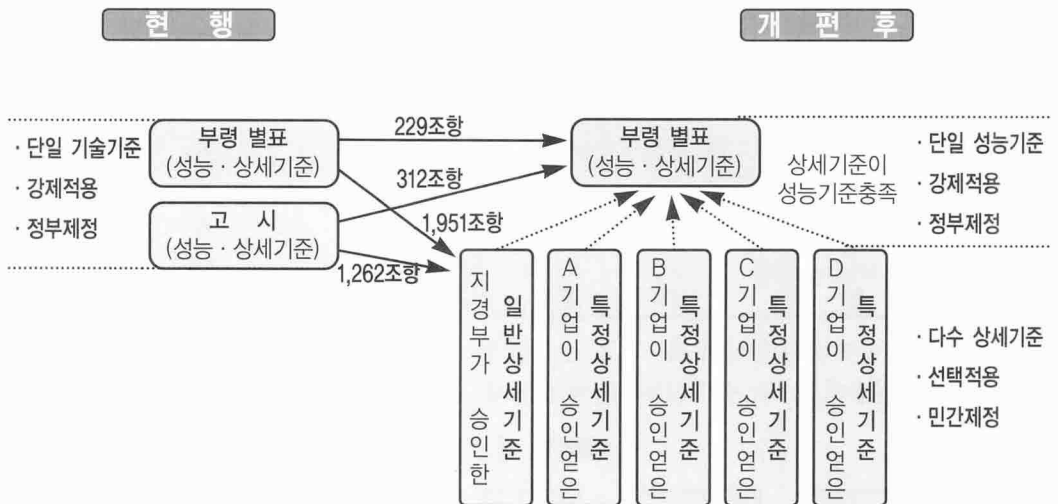 현 행
개 편 후
· 단일 기술기준
· 강제적용
· 정부제정
부령 별표
(성능 · 상세기준)
고 시
(성능 · 상세기준)
229조항
312조항
1,951조항
1,262조항
부령 별표
(성능 · 상세기준)
상세기준이
성능기준충족
· 단일 성능기준
· 강제적용
· 정부제정
지경부가 승인한
일반상세기준
A기업이 승인얻은
특정상세기준
B기업이 승인얻은
특정상세기준
C기업이 승인얻은
특정상세기준
D기업이 승인얻은
특정상세기준
· 다수 상세기준
· 선택적용
· 민간제정